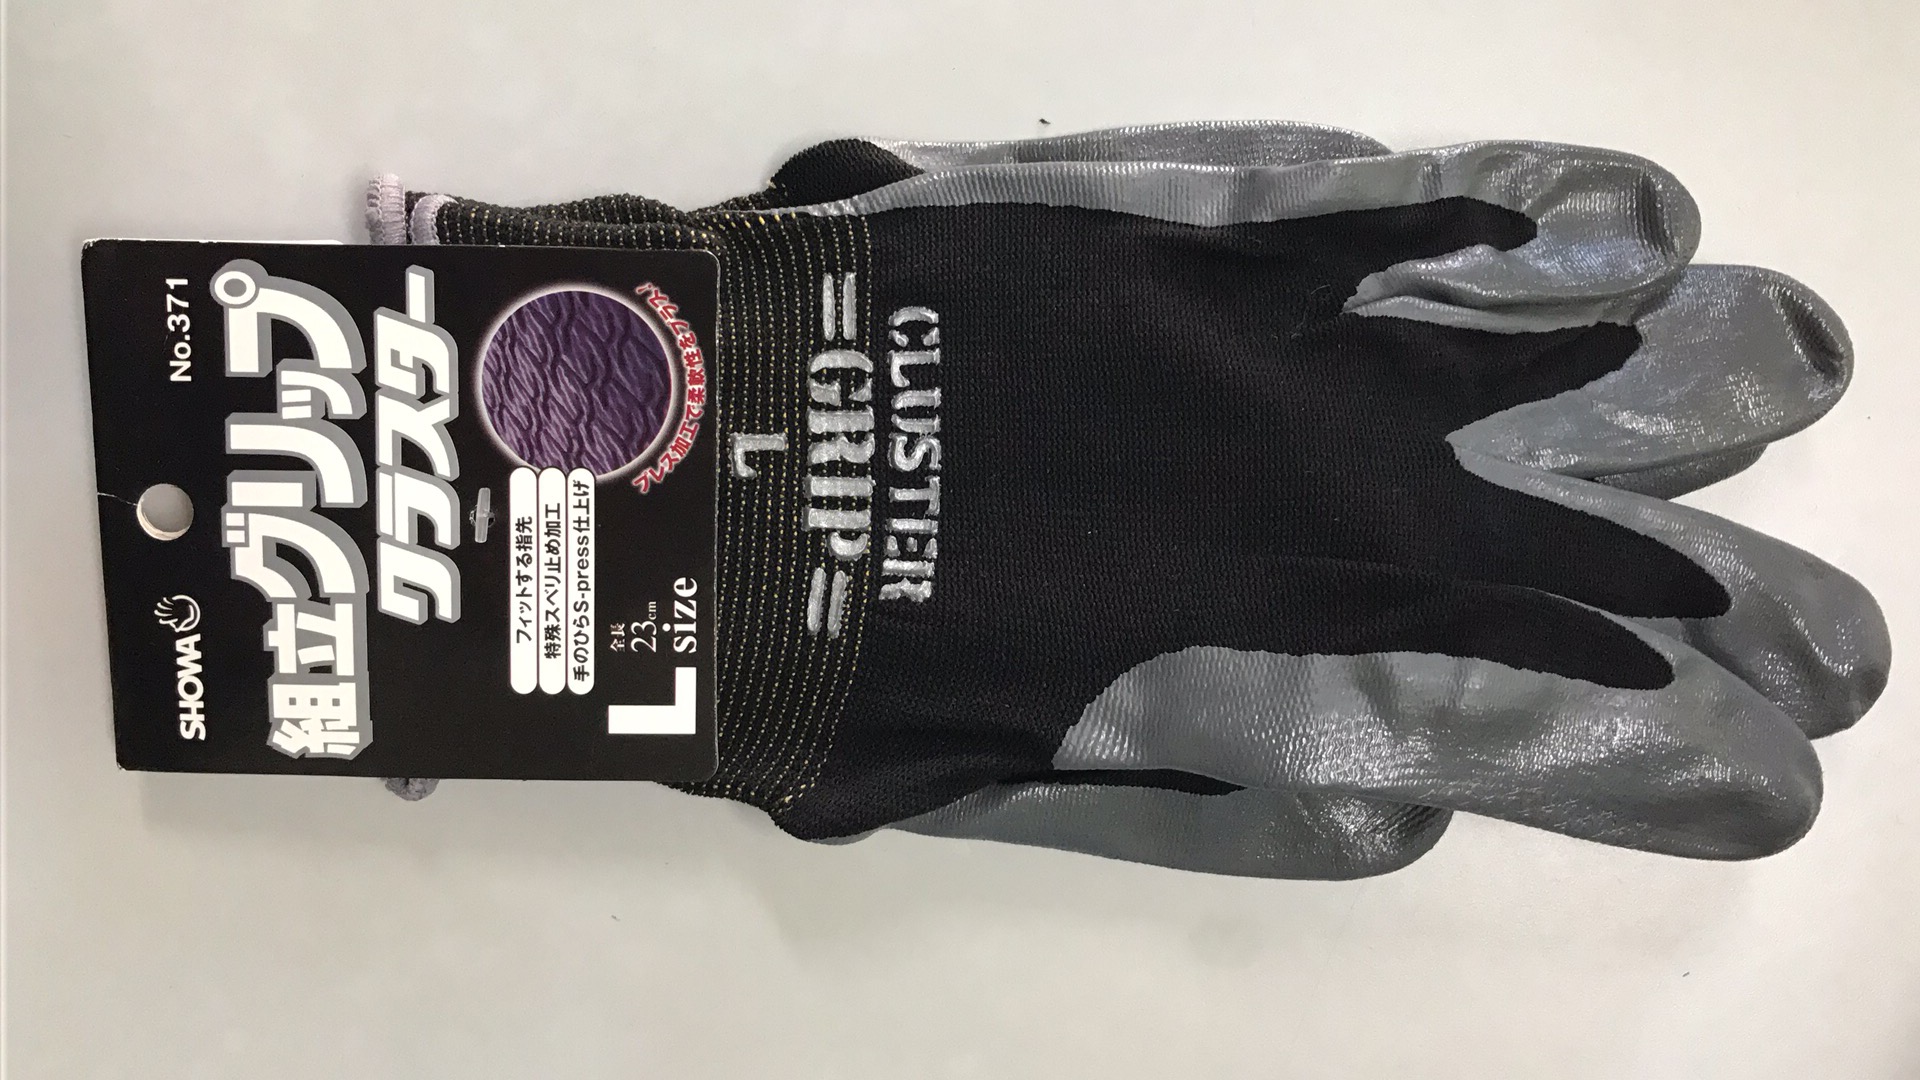 SHOWA
No.371
組立グリップ
クラスター
フィットする指先
特殊スベリ止め加工
手のひらS-press仕上げ
プレス加工で柔軟性をプラス!
全長
23cm
L size
L
=GRIP=
CLUSTER